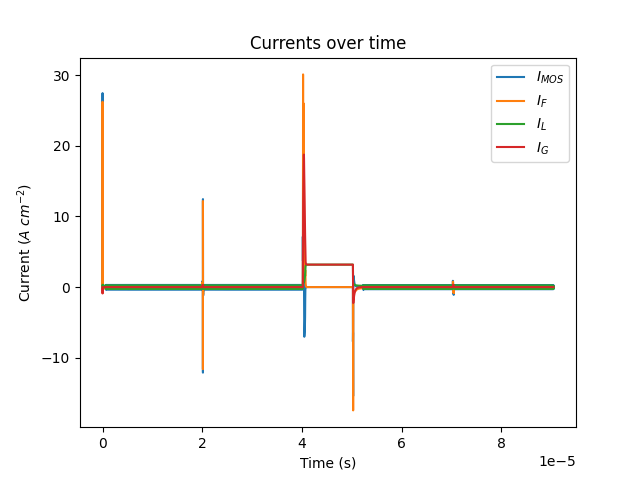 Currents over time
30
20
10
0
−10
Current (A cm⁻²)
I_MOS
I_F
I_L
I_G
0 2 4 6 8
1e−5
Time (s)